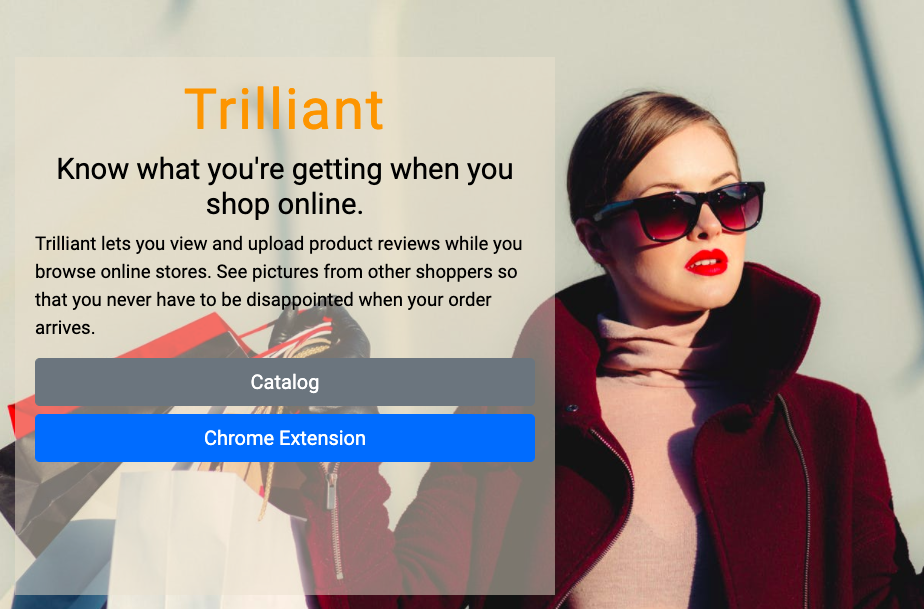 Trilliant
Know what you're getting when you
shop online.
Trilliant lets you view and upload product reviews while you
browse online stores. See pictures from other shoppers so
that you never have to be disappointed when your order
arrives.
Catalog
Chrome Extension